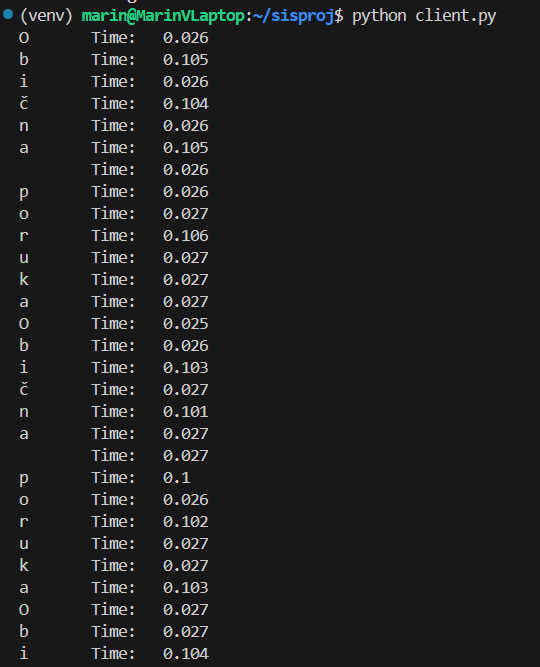 (venv) marin@MarinVLaptop:~/sisproj$ python client.py
O Time: 0.026
b Time: 0.105
i Time: 0.026
č Time: 0.104
n Time: 0.026
a Time: 0.105
Time: 0.026
p Time: 0.026
o Time: 0.027
r Time: 0.106
u Time: 0.027
k Time: 0.027
a Time: 0.027
O Time: 0.025
b Time: 0.026
i Time: 0.103
č Time: 0.027
n Time: 0.101
a Time: 0.027
Time: 0.027
p Time: 0.1
o Time: 0.026
r Time: 0.102
u Time: 0.027
k Time: 0.027
a Time: 0.103
O Time: 0.027
b Time: 0.027
i Time: 0.104